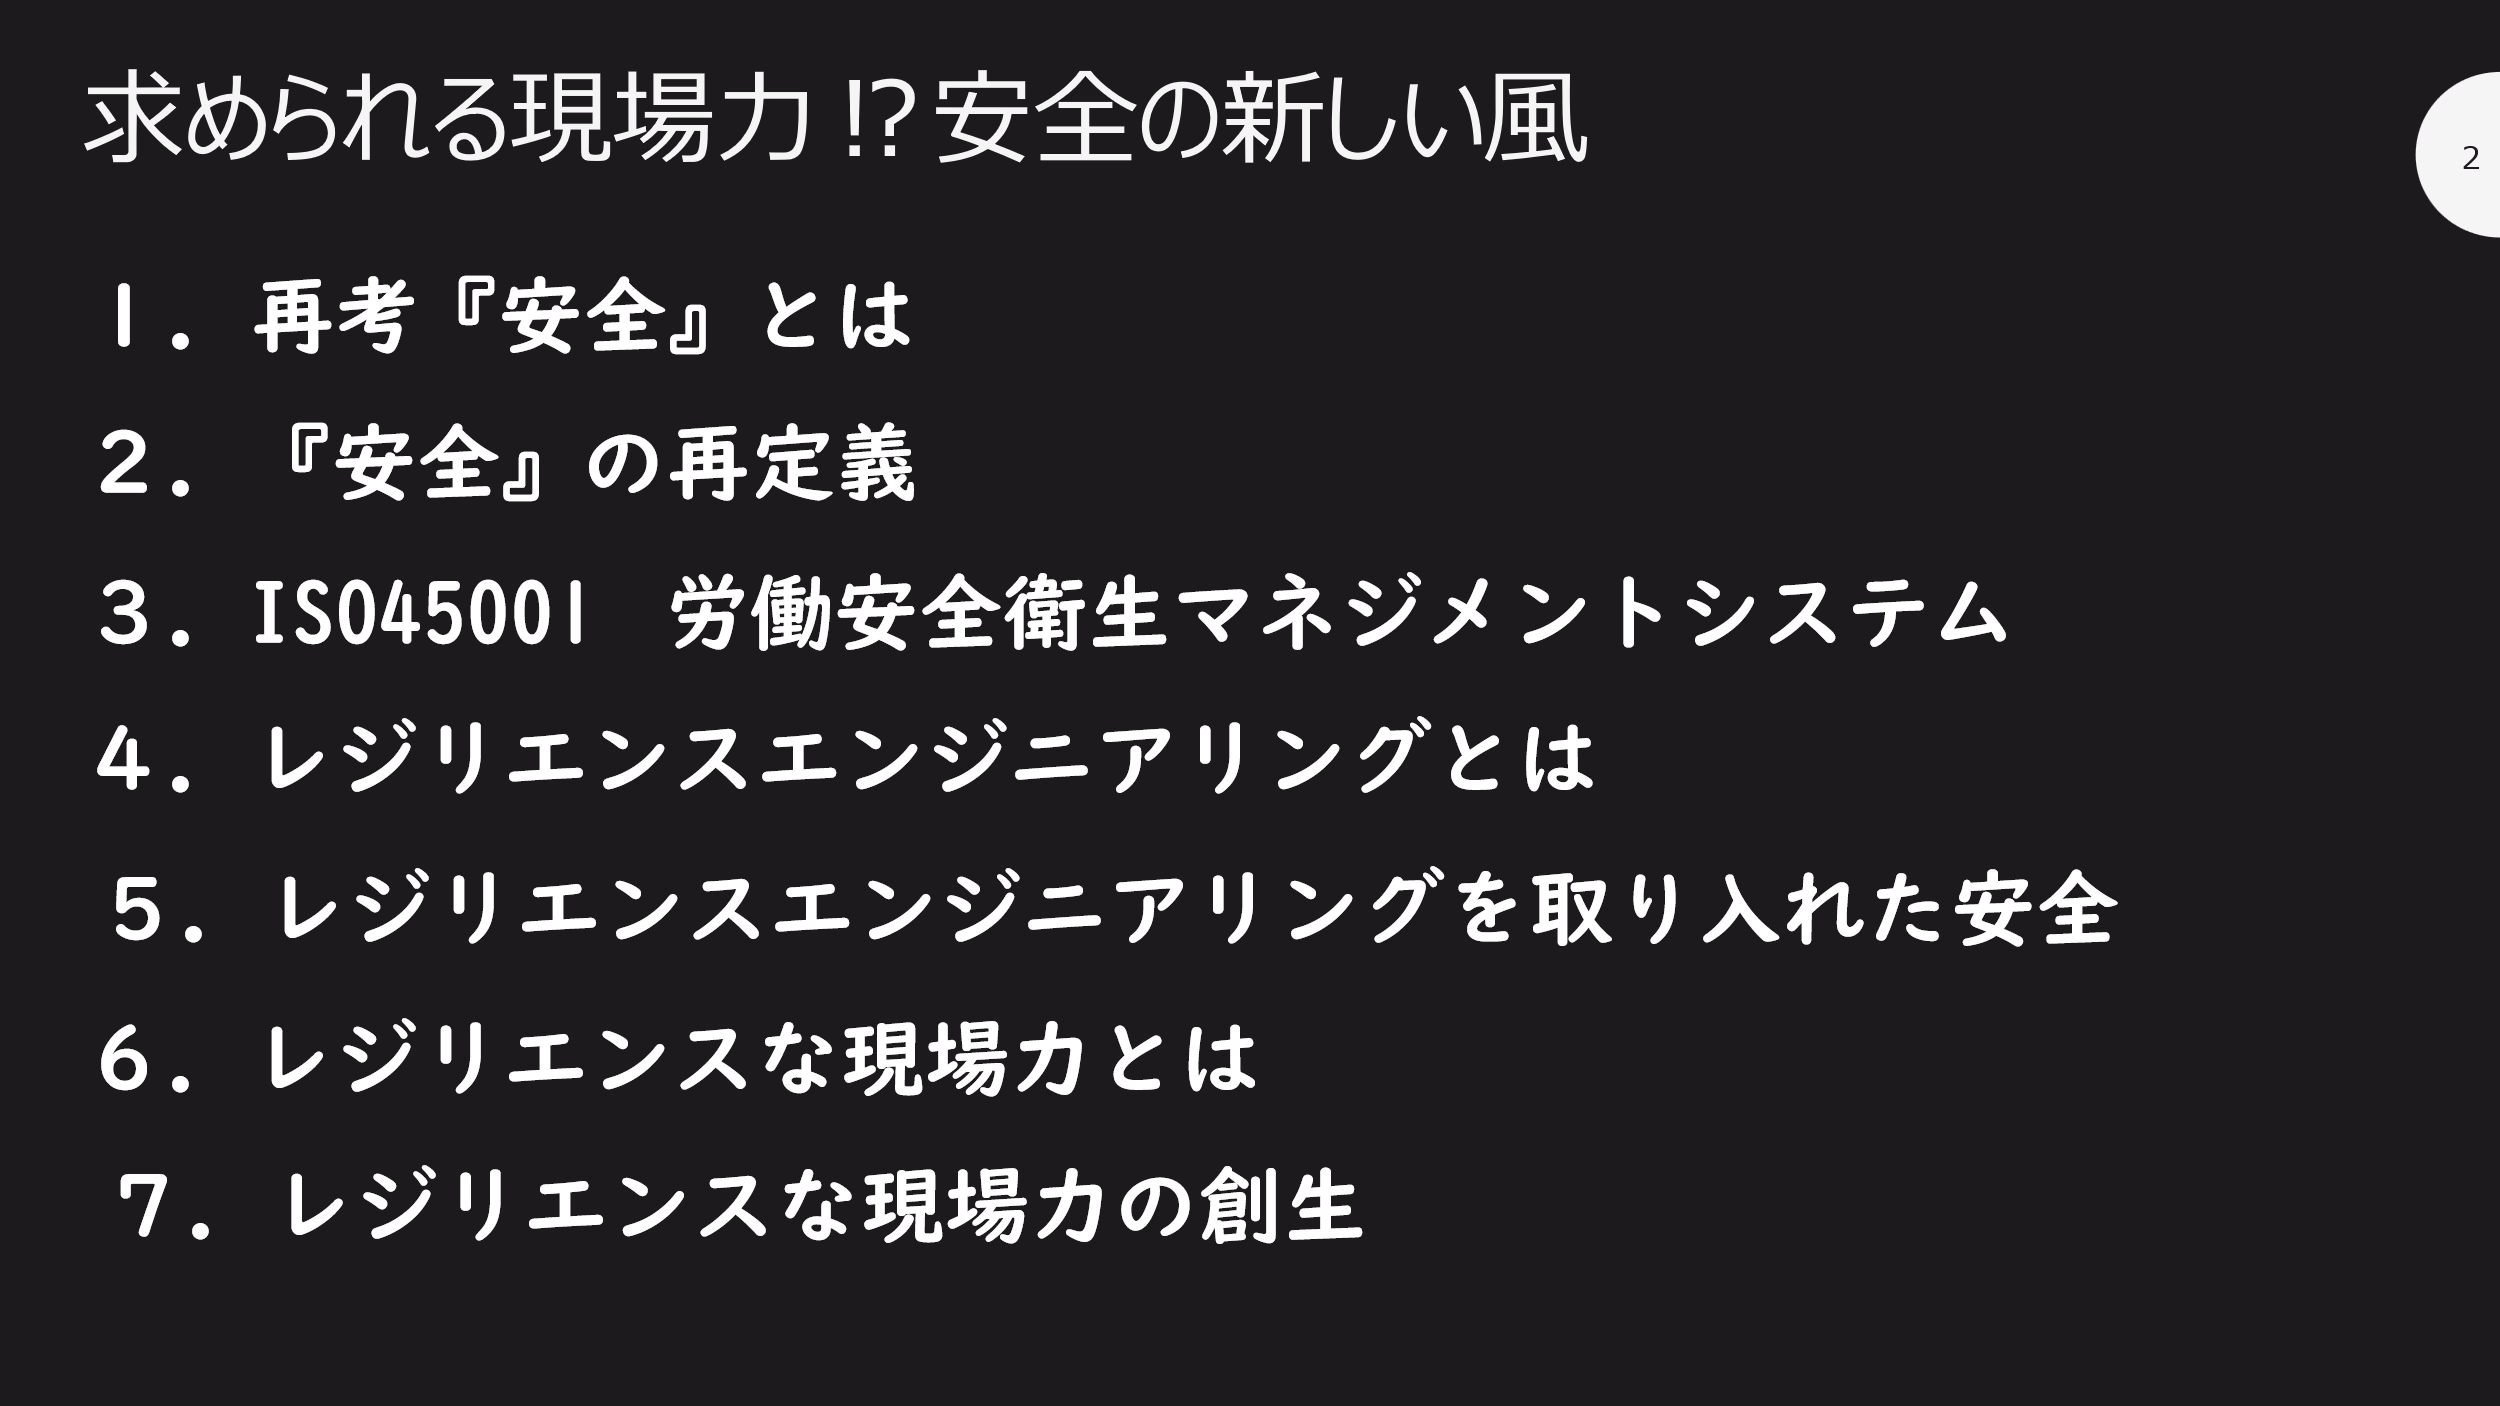 求められる現場力！？安全の新しい風
2
１．再考『安全』とは
２．『安全』の再定義
３．ISO45001　労働安全衛生マネジメントシステム
４．レジリエンスエンジニアリングとは
５．レジリエンスエンジニアリングを取り入れた安全
６．レジリエンスな現場力とは
７．レジリエンスな現場力の創生